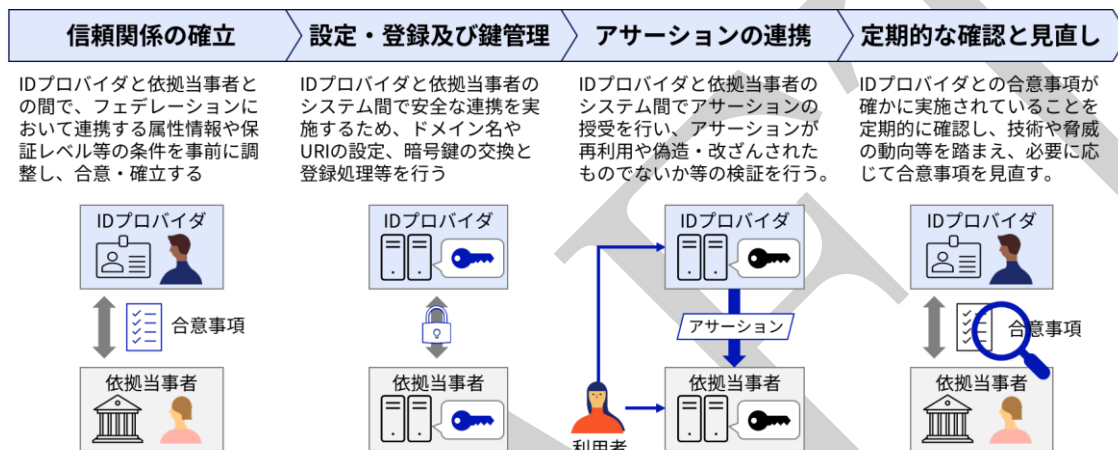 信頼関係の確立
設定・登録及び鍵管理
アサーションの連携
定期的な確認と見直し
IDプロバイダと依拠当事者と
の間で、フェデレーションに
おいて連携する属性情報や保
証レベル等の条件を事前に調
整し、合意・確立する
IDプロバイダと依拠当事者の
システム間で安全な連携を実
施するため、ドメイン名や
URIの設定、暗号鍵の交換と
登録処理等を行う
IDプロバイダと依拠当事者の
システム間でアサーションの
授受を行い、アサーションが
再利用や偽造・改ざんされた
ものでないか等の検証を行う。
IDプロバイダとの合意事項が
確かに実施されていることを
定期的に確認し、技術や脅威
の動向等を踏まえ、必要に応
じて合意事項を見直す。
IDプロバイダ
合意事項
依拠当事者
IDプロバイダ
依拠当事者
IDプロバイダ
アサーション
依拠当事者
利用者
IDプロバイダ
合意事項
依拠当事者